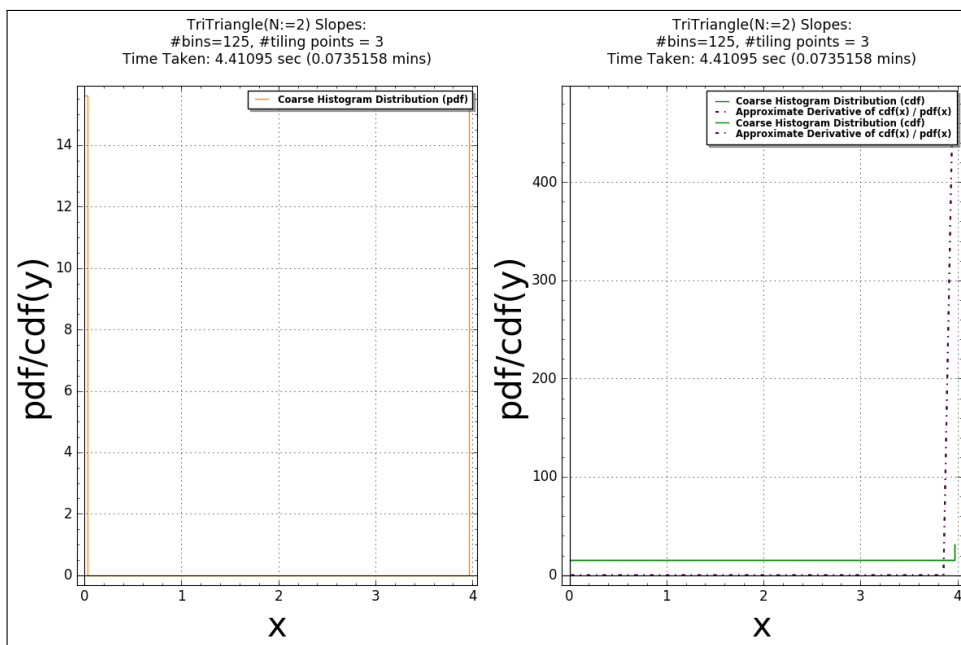 TriTriangle(N:=2) Slopes:
#bins=125, #tiling points = 3
Time Taken: 4.41095 sec (0.0735158 mins)
Coarse Histogram Distribution (pdf)
14
12
10
8
6
4
2
0
0 1 2 3 4
pdf/cdf(y)
x
TriTriangle(N:=2) Slopes:
#bins=125, #tiling points = 3
Time Taken: 4.41095 sec (0.0735158 mins)
Coarse Histogram Distribution (cdf)
Approximate Derivative of cdf(x) / pdf(x)
Coarse Histogram Distribution (cdf)
Approximate Derivative of cdf(x) / pdf(x)
400
300
200
100
0
0 1 2 3 4
pdf/cdf(y)
x